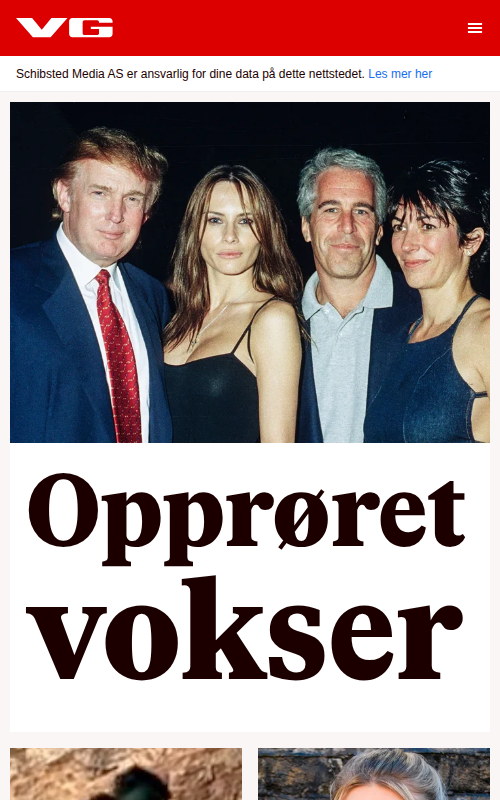 VG
Schibsted Media AS er ansvarlig for dine data på dette nettstedet. Les mer her
Opprøret
vokser